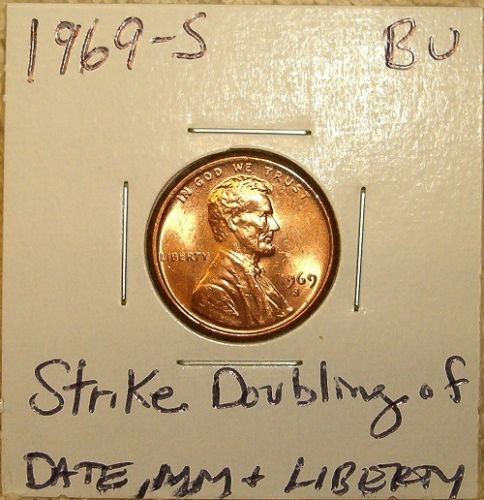 1969-S BU
IN GOD WE TRUST
LIBERTY
1969
S
Strike Doubling of
DATE, MM + LIBERTY